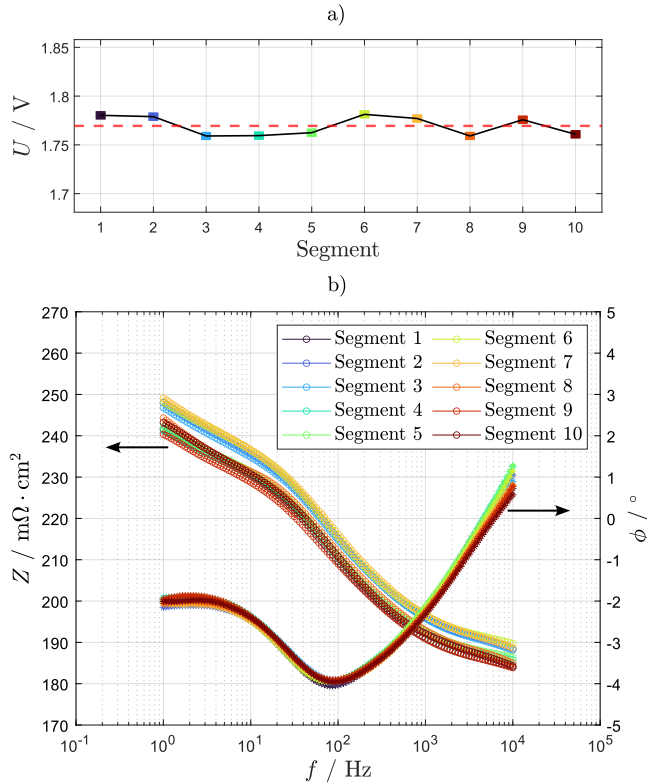 a)
1.85
1.8
1.75
1.7
U / V
1 2 3 4 5 6 7 8 9 10
Segment
b)
270
260
250
240
230
220
210
200
190
180
170
Z / mΩ · cm²
5
4
3
2
1
0
-1
-2
-3
-4
-5
ϕ / °
Segment 1
Segment 2
Segment 3
Segment 4
Segment 5
Segment 6
Segment 7
Segment 8
Segment 9
Segment 10
10⁻¹ 10⁰ 10¹ 10² 10³ 10⁴ 10⁵
f / Hz